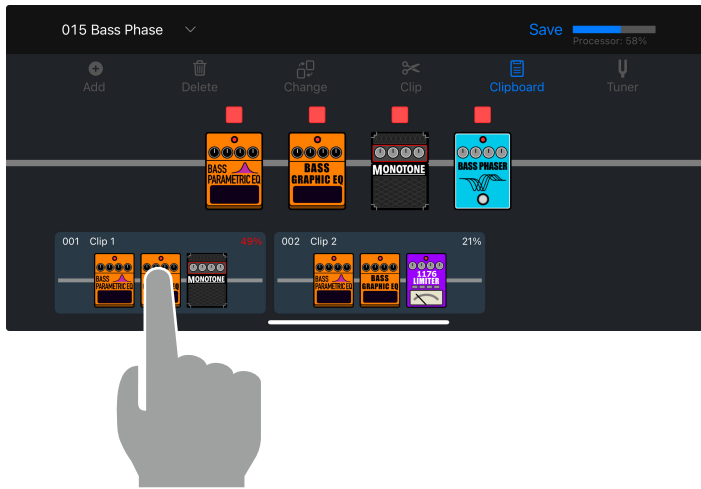 015 Bass Phase
Save
Processor: 58%
Add
Delete
Change
Clip
Clipboard
Tuner
BASS
PARAMETRIC EQ
BASS
GRAPHIC EQ
MONOTONE
BASS PHASER
001 Clip 1 49%
002 Clip 2 21%
BASS
PARAMETRIC EQ
MONOTONE
BASS
PARAMETRIC EQ
BASS
GRAPHIC EQ
1176
LIMITER